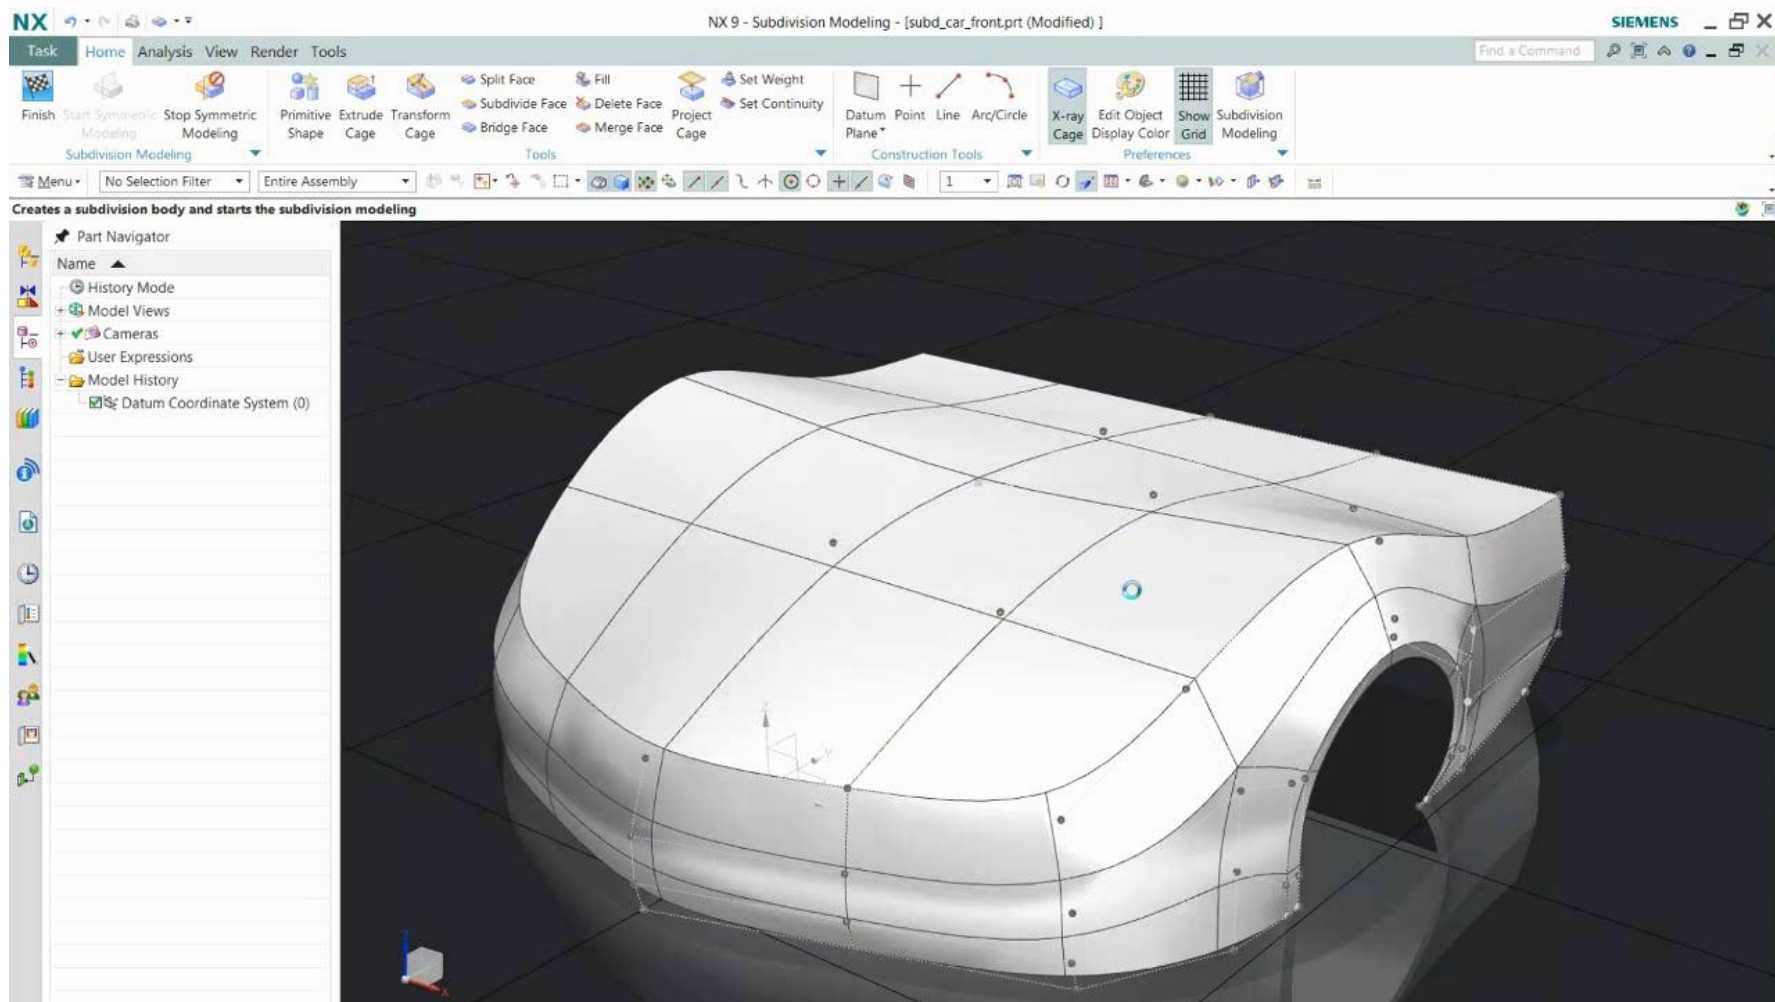 NX
NX 9 - Subdivision Modeling - [subd_car_front.prt (Modified) ]
SIEMENS
Task Home Analysis View Render Tools
Find a Command
Finish
Start Symmetric Modeling
Stop Symmetric Modeling
Subdivision Modeling
Primitive Shape
Extrude Cage
Transform Cage
Split Face
Subdivide Face
Bridge Face
Fill
Delete Face
Merge Face
Project Cage
Set Weight
Set Continuity
Tools
Datum Plane
Point
Line
Arc/Circle
Construction Tools
X-ray Cage
Edit Object Display Color
Show Grid
Subdivision Modeling
Preferences
Menu
No Selection Filter
Entire Assembly
1
Creates a subdivision body and starts the subdivision modeling
Part Navigator
Name
History Mode
Model Views
Cameras
User Expressions
Model History
Datum Coordinate System (0)
Z
Y
X